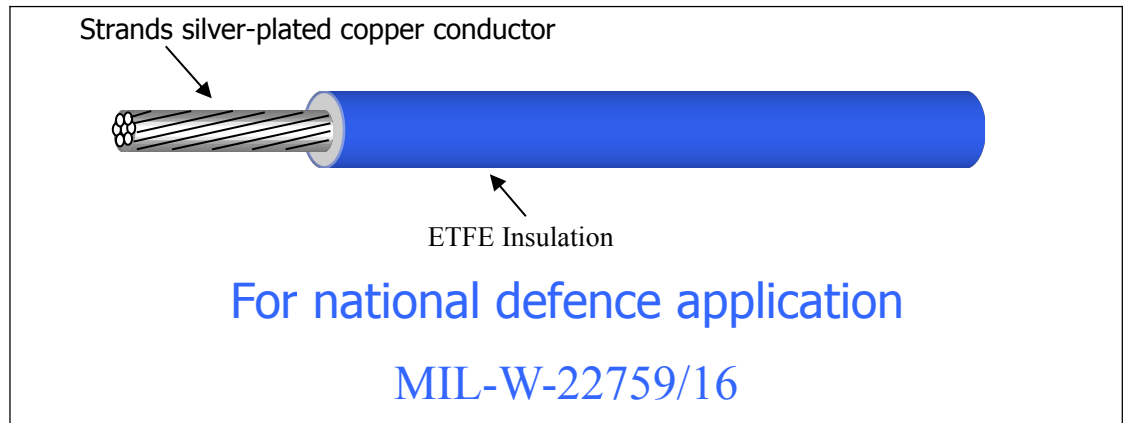 Strands silver-plated copper conductor
ETFE Insulation
For national defence application
MIL-W-22759/16